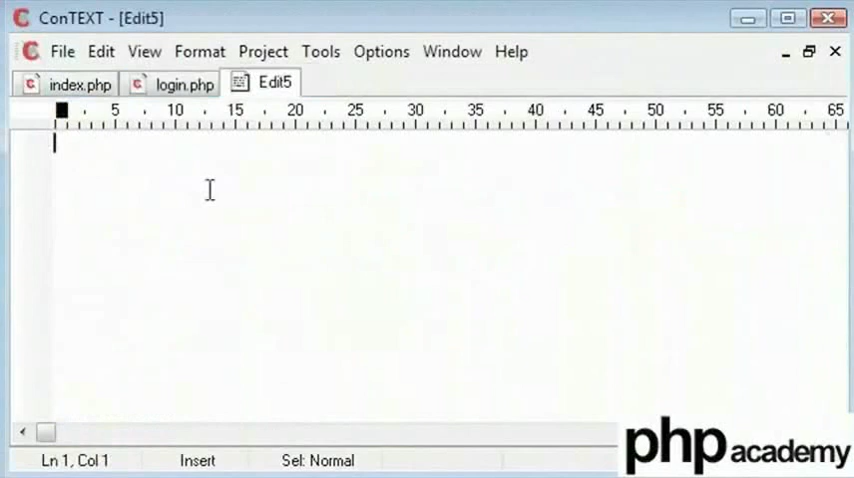 ConTEXT - [Edit5]
File Edit View Format Project Tools Options Window Help
index.php login.php Edit5
5 10 15 20 25 30 35 40 45 50 55 60 65
Ln 1, Col 1 Insert Sel: Normal
php academy